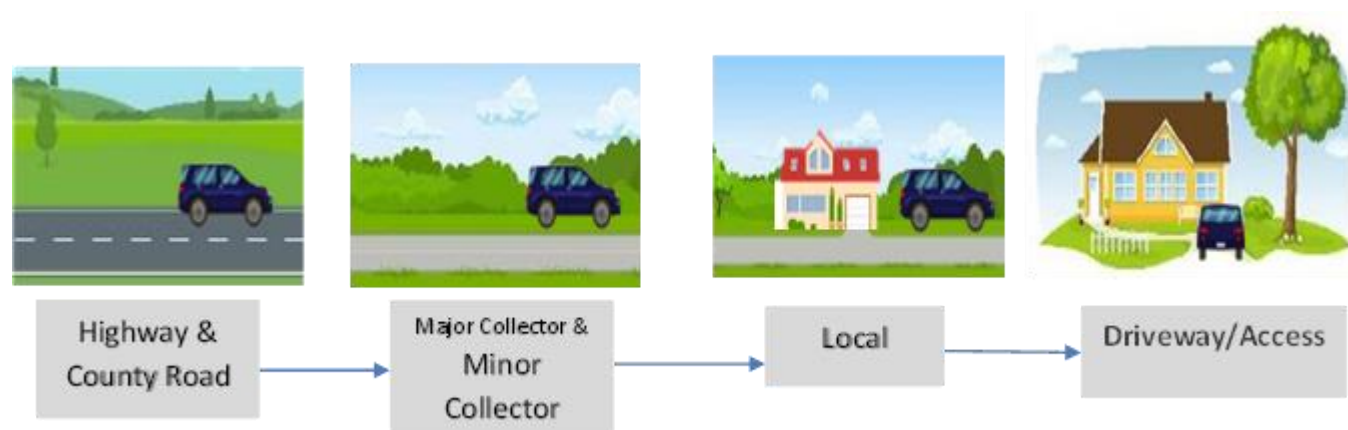 Highway &
County Road
Major Collector &
Minor
Collector
Local
Driveway/Access